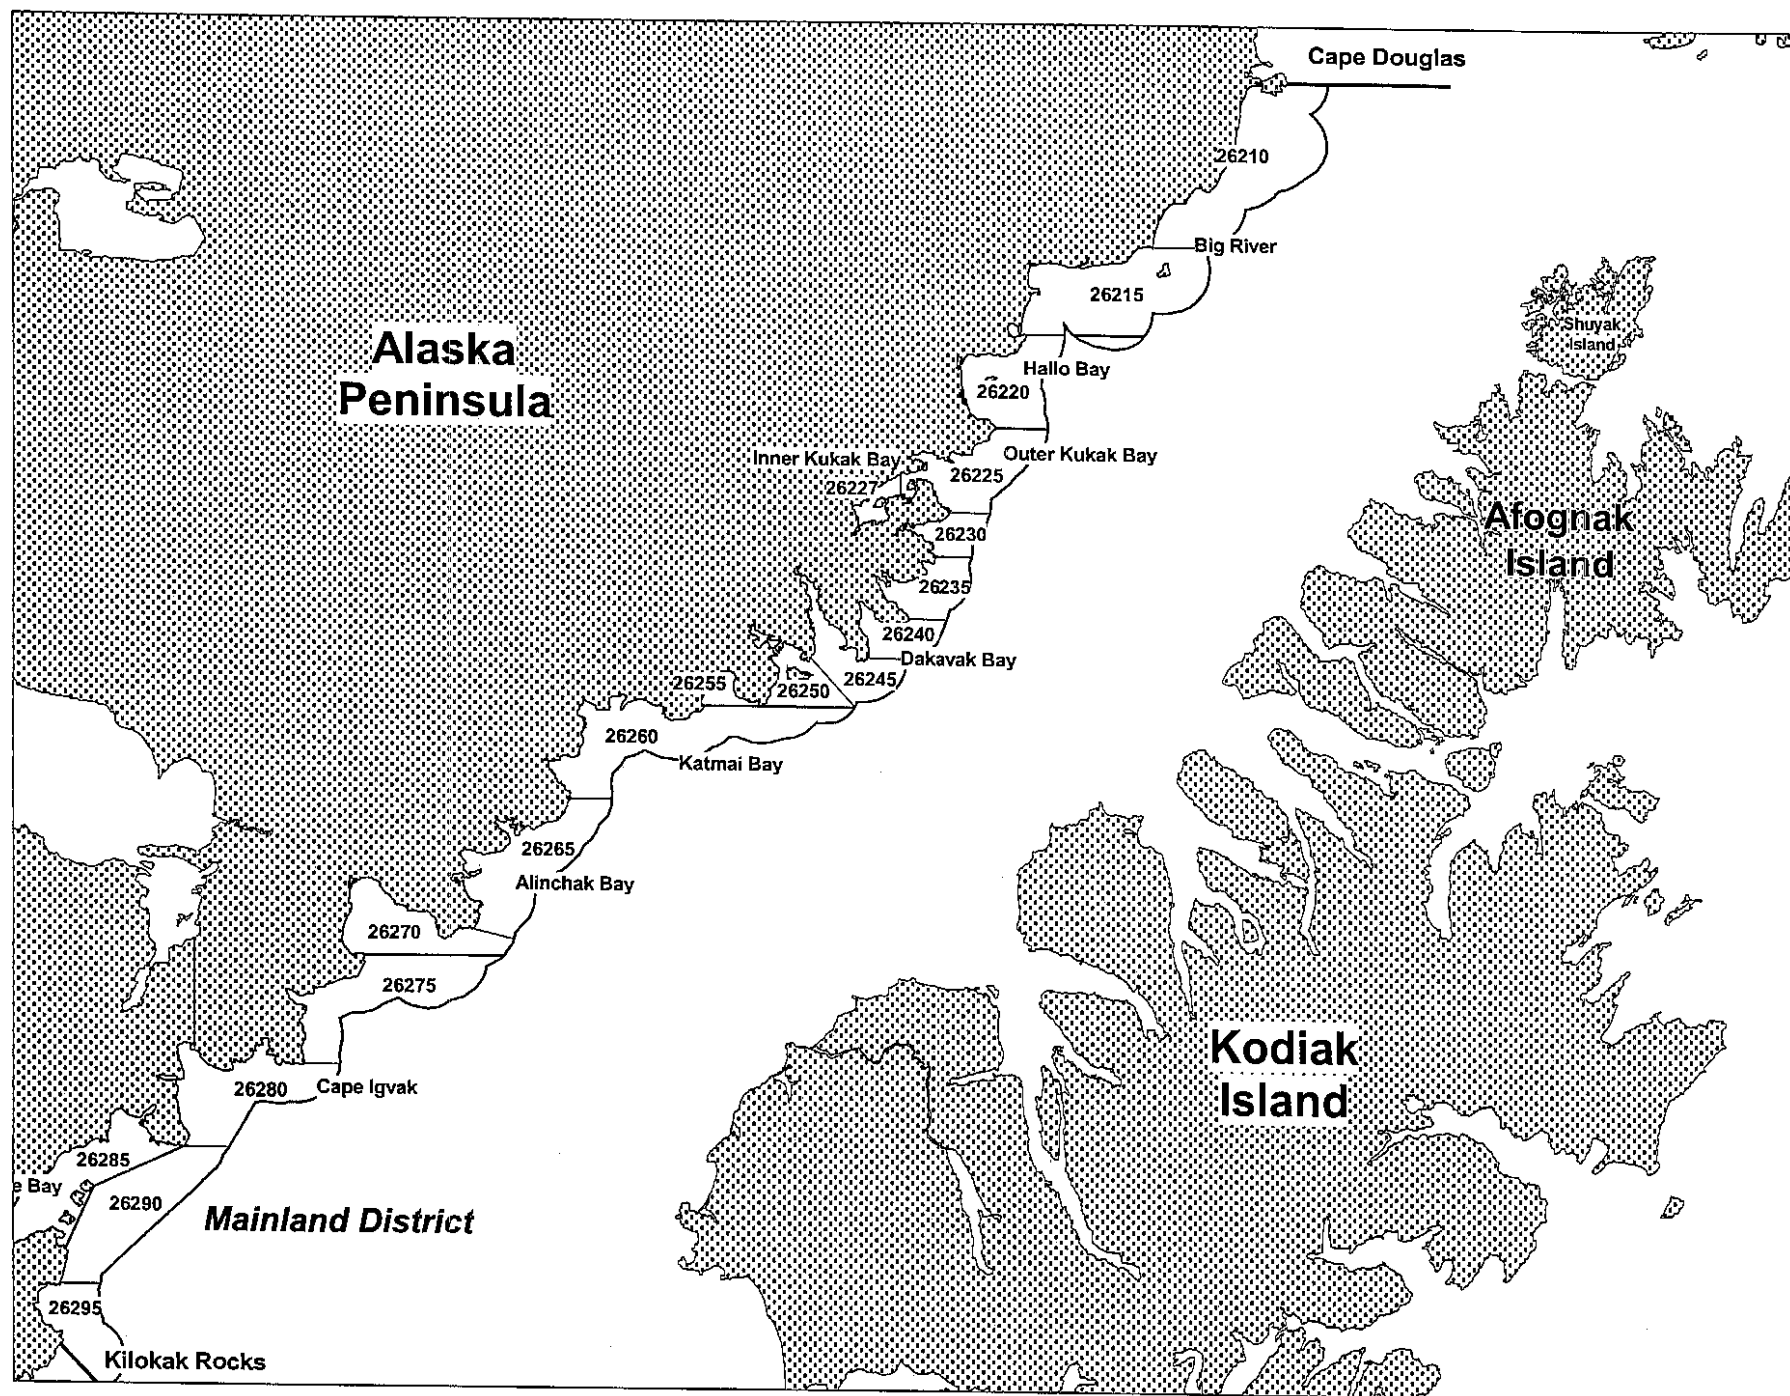 Cape Douglas
26210
Big River
26215
Shuyak
Island
Alaska
Peninsula
Hallo Bay
26220
Inner Kukak Bay
Outer Kukak Bay
26225
26227
26230
Afognak
Island
26235
26240
Dakavak Bay
26245
26250
26255
26260
Katmai Bay
26265
Alinchak Bay
26270
26275
Kodiak
Island
26280
Cape Igvak
26285
e Bay
26290
Mainland District
26295
Kilokak Rocks